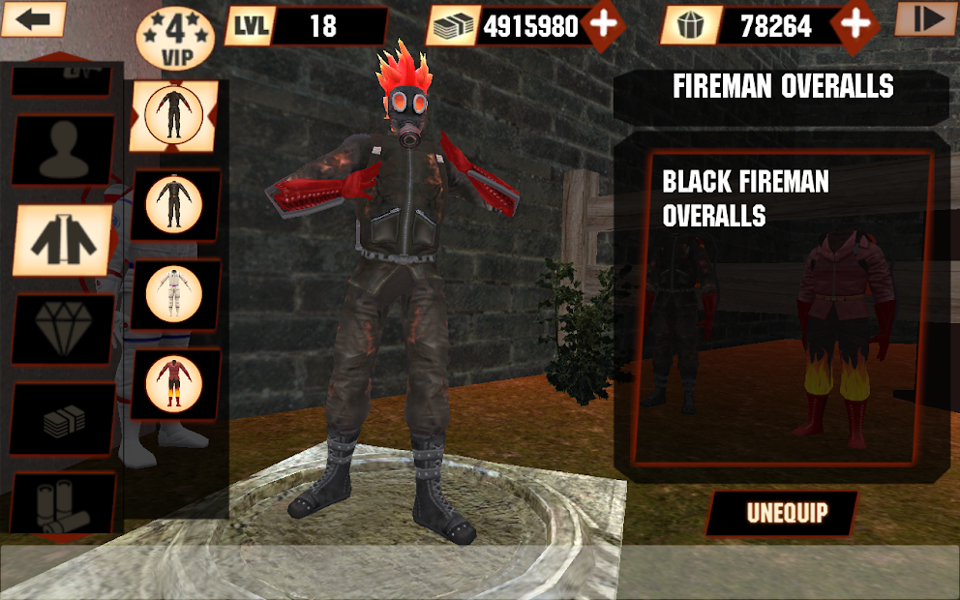 4
VIP
LVL
18
4915980
78264
FIREMAN OVERALLS
BLACK FIREMAN
OVERALLS
UNEQUIP